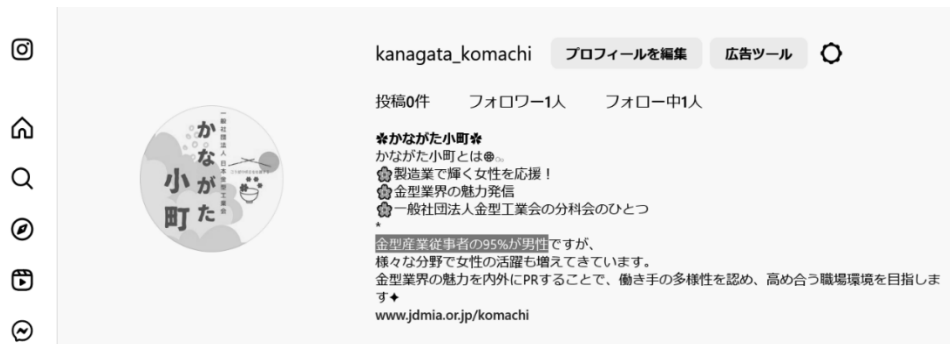 kanagata_komachi プロフィールを編集 広告ツール
投稿0件 フォロワー1人 フォロー中1人
✽かながた小町✽
かながた小町とは
製造業で輝く女性を応援！
金型業界の魅力発信
一般社団法人金型工業会の分科会のひとつ
*
金型産業従事者の95%が男性ですが、
様々な分野で女性の活躍も増えてきています。
金型業界の魅力を内外にPRすることで、働き手の多様性を認め、高め合う職場環境を目指しま
す✦
www.jdmia.or.jp/komachi
一般社団法人日本金型工業会
かながた
小町